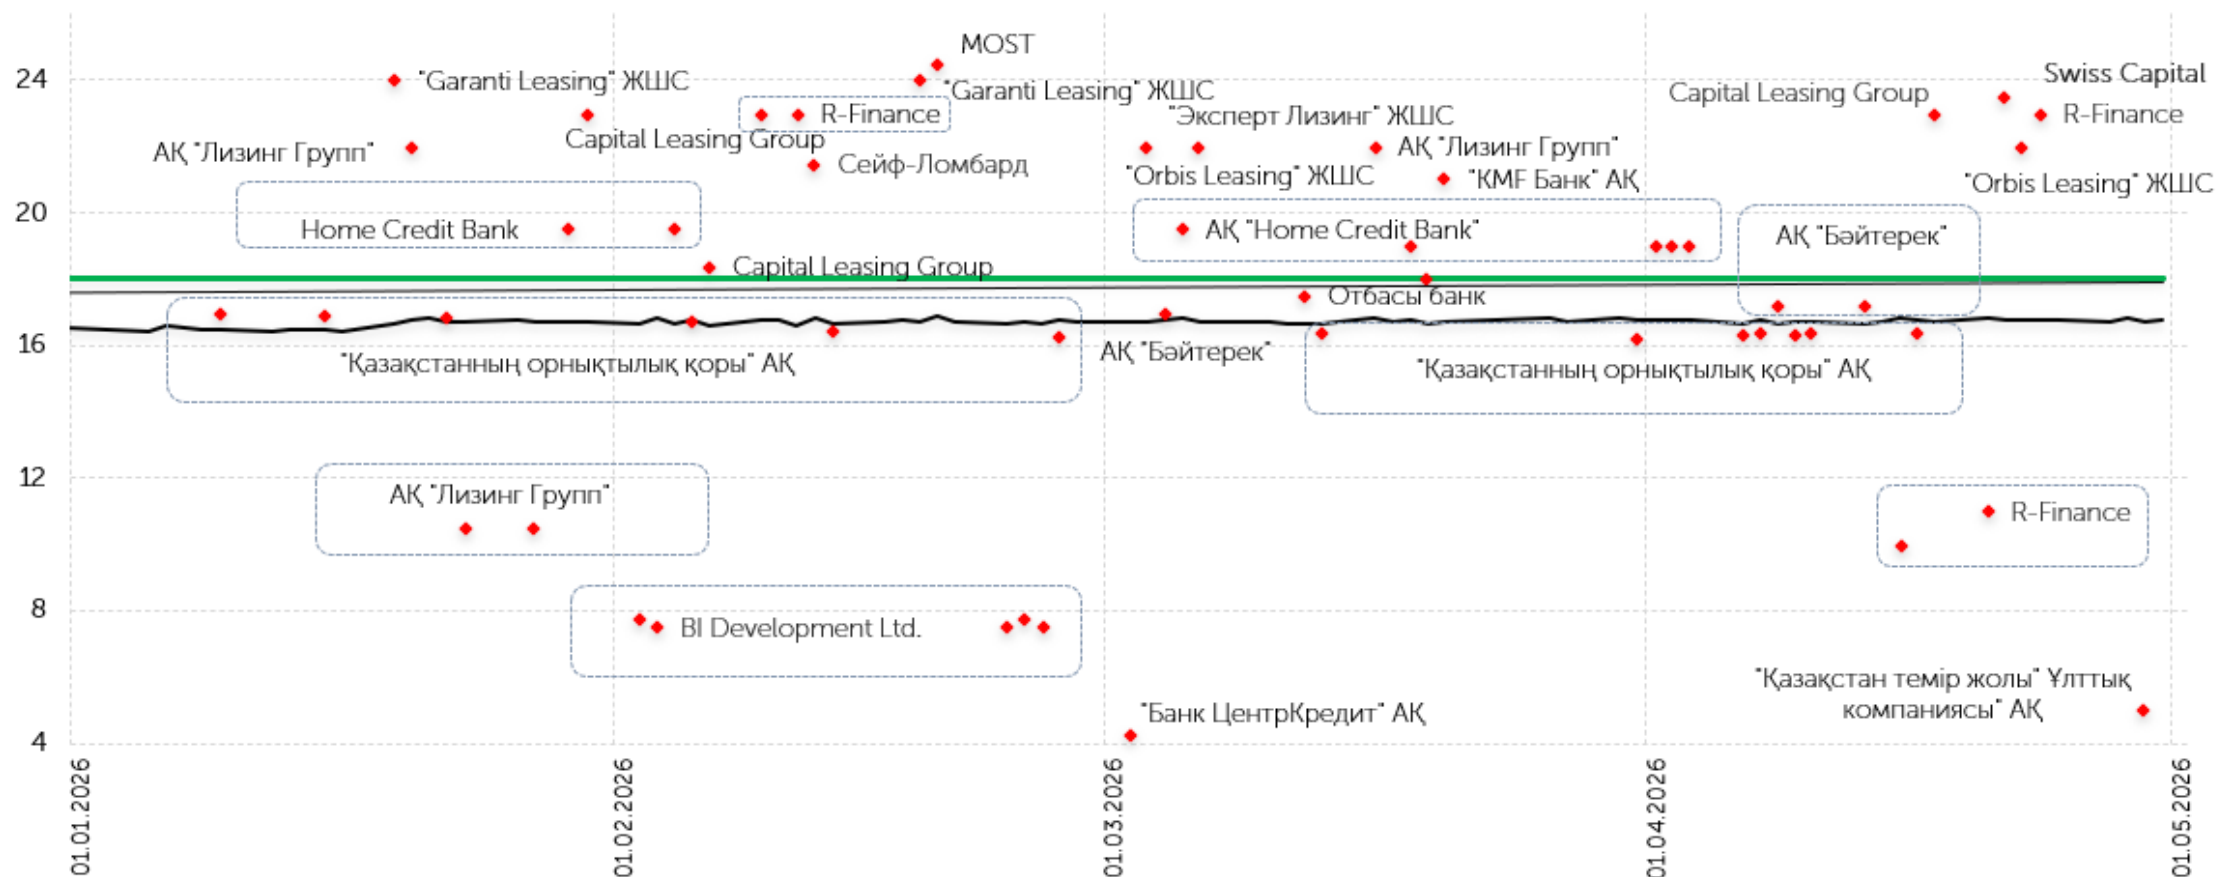 MOST
24
"Garanti Leasing" ЖШС
"Garanti Leasing" ЖШС
Capital Leasing Group
Swiss Capital
R-Finance
"Эксперт Лизинг" ЖШС
R-Finance
АҚ "Лизинг Групп"
Capital Leasing Group
Сейф-Ломбард
АҚ "Лизинг Групп"
"Orbis Leasing" ЖШС
"KMF Банк" АҚ
"Orbis Leasing" ЖШС
20
Home Credit Bank
АҚ "Home Credit Bank"
АҚ "Бәйтерек"
Capital Leasing Group
Отбасы банк
16
"Қазақстанның орнықтылық қоры" АҚ
АҚ "Бәйтерек"
"Қазақстанның орнықтылық қоры" АҚ
12
АҚ "Лизинг Групп"
R-Finance
8
BI Development Ltd.
"Қазақстан темір жолы" Ұлттық
компаниясы" АҚ
"Банк ЦентрКредит" АҚ
4
01.01.2026
01.02.2026
01.03.2026
01.04.2026
01.05.2026